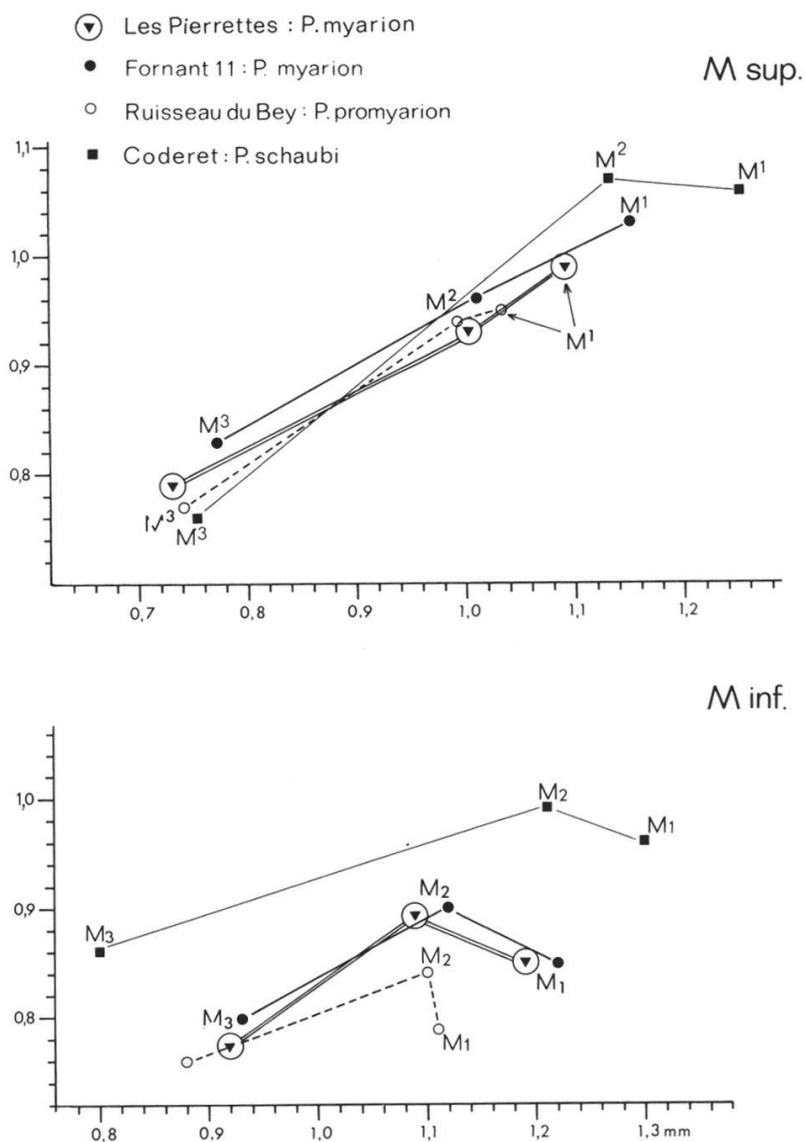 Les Pierrettes : P. myarion
Fornant 11 : P. myarion
Ruisseau du Bey : P. promyarion
Coderet : P. schaubi
M sup.
1,1
M²
M¹
M¹
1,0
M²
M¹
0,9
M³
0,8
M³
M³
0,7
0,8
0,9
1,0
1,1
1,2
M inf.
1,0
M₂
M₁
M₂
0,9
M₃
M₂
M₁
M₃
0,8
M₁
0,8
0,9
1,0
1,1
1,2
1,3 mm